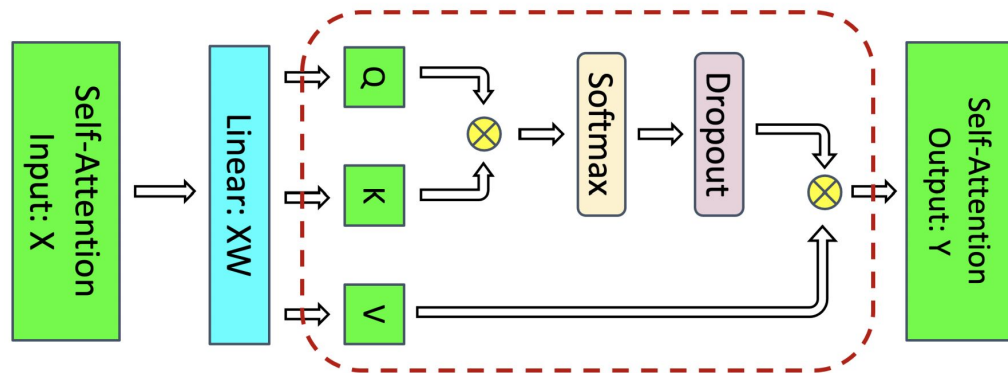 Self-Attention
Input: X
Linear: XW
Q
K
V
Softmax
Dropout
Self-Attention
Output: Y